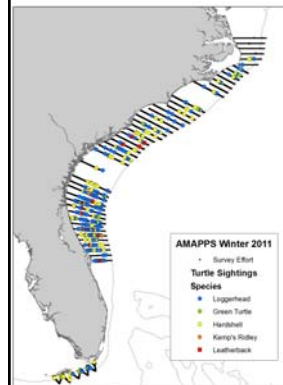 AMAPPS Winter 2011
Survey Effort
Turtle Sightings
Species
Loggerhead
Green Turtle
Hardshell
Kemp's Ridley
Leatherback